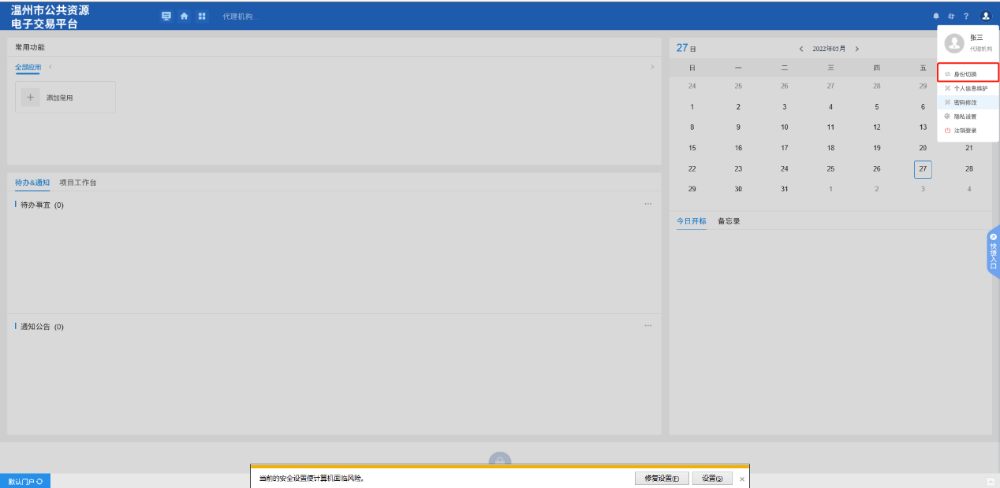 温州市公共资源
电子交易平台
代理机构...
?
张三
代理机构
身份切换
个人信息维护
密码修改
隐私设置
注销登录
常用功能
全部应用
添加常用
待办&通知 项目工作台
待办事宜 (0)
通知公告 (0)
27 日
2022年05月
日 一 二 三 四 五
24 25 26 27 28 29
1 2 3 4 5 6
8 9 10 11 12 13
15 16 17 18 19 20 21
22 23 24 25 26 27 28
29 30 31 1 2 3 4
今日开标 备忘录
快捷入口
默认门户
当前的安全设置使计算机面临风险。
修复设置(F) 设置(S) ×